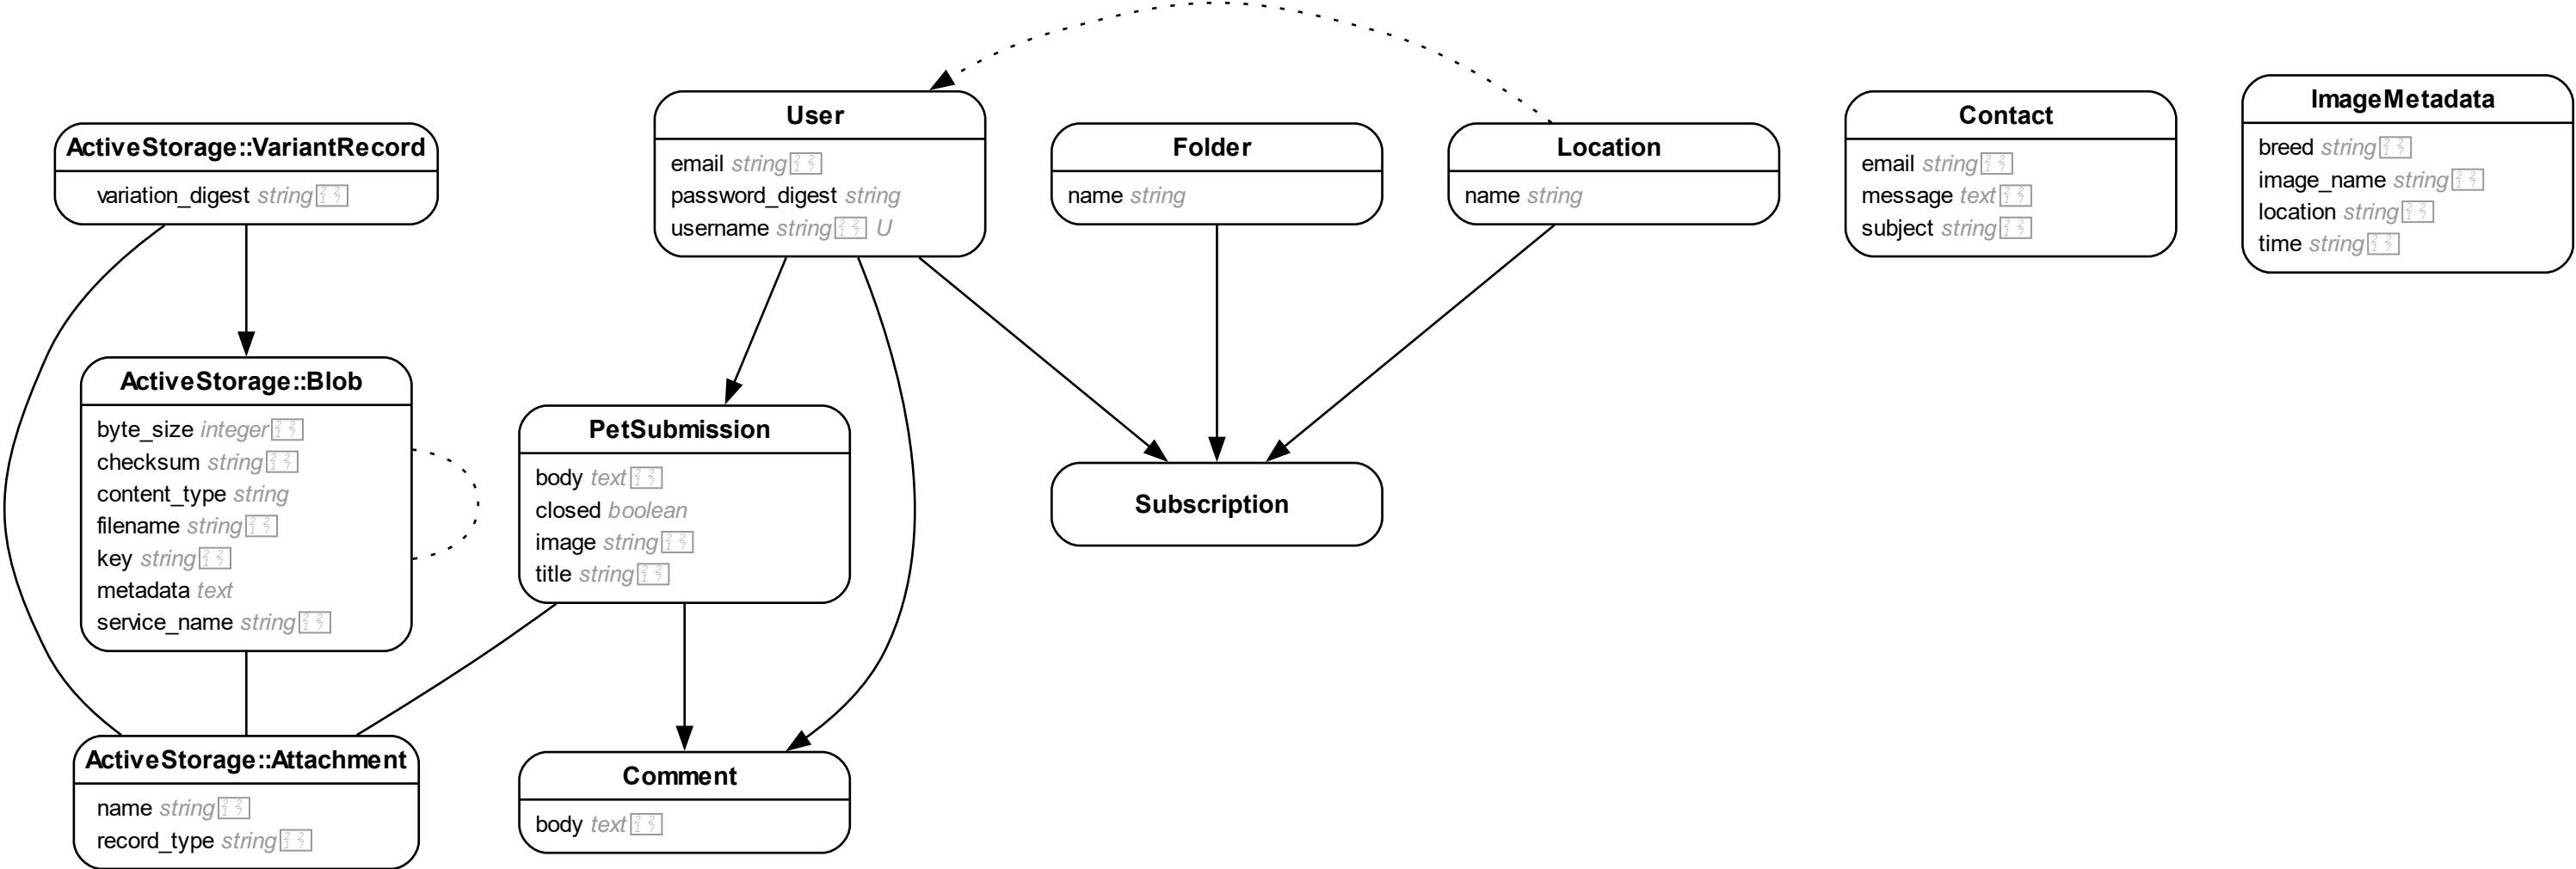 ActiveStorage::VariantRecord
variation_digest string
User
email string
password_digest string
username string U
Folder
name string
Location
name string
Contact
email string
message text
subject string
ImageMetadata
breed string
image_name string
location string
time string
ActiveStorage::Blob
byte_size integer
checksum string
content_type string
filename string
key string
metadata text
service_name string
PetSubmission
body text
closed boolean
image string
title string
Subscription
ActiveStorage::Attachment
name string
record_type string
Comment
body text